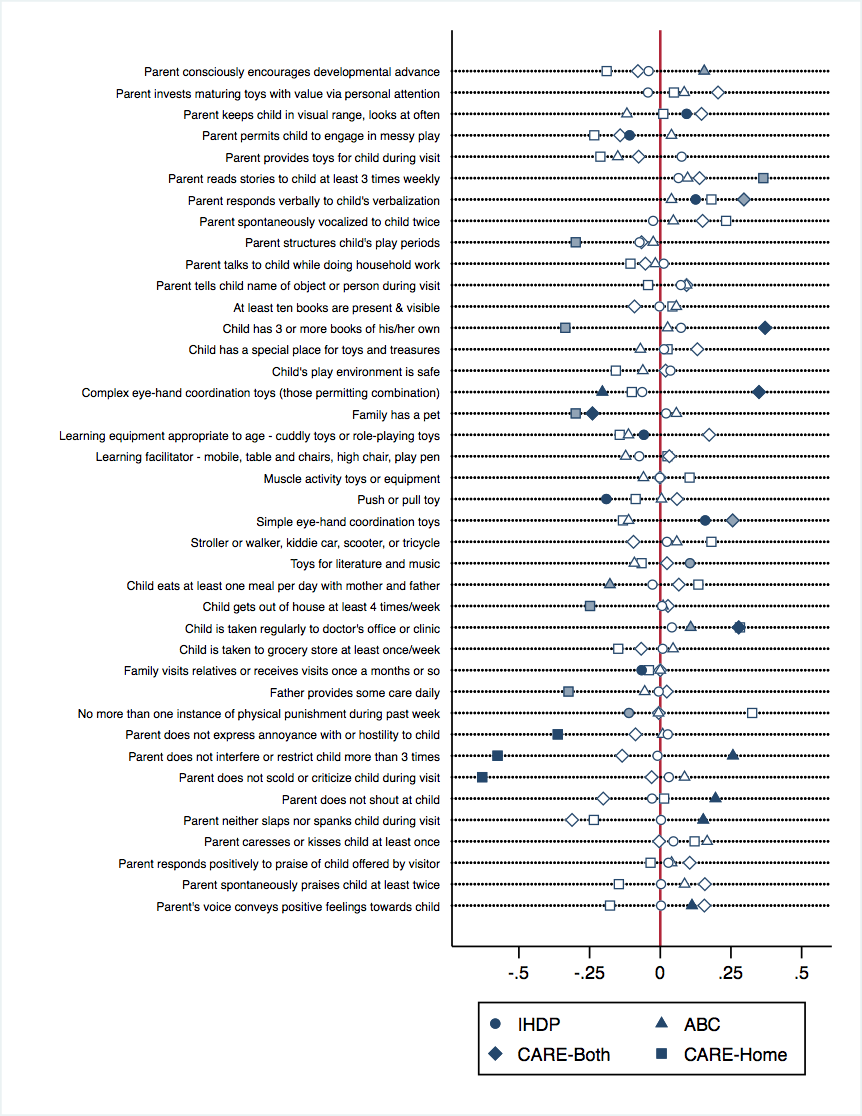 Parent consciously encourages developmental advance
Parent invests maturing toys with value via personal attention
Parent keeps child in visual range, looks at often
Parent permits child to engage in messy play
Parent provides toys for child during visit
Parent reads stories to child at least 3 times weekly
Parent responds verbally to child's verbalization
Parent spontaneously vocalized to child twice
Parent structures child's play periods
Parent talks to child while doing household work
Parent tells child name of object or person during visit
At least ten books are present & visible
Child has 3 or more books of his/her own
Child has a special place for toys and treasures
Child's play environment is safe
Complex eye-hand coordination toys (those permitting combination)
Family has a pet
Learning equipment appropriate to age - cuddly toys or role-playing toys
Learning facilitator - mobile, table and chairs, high chair, play pen
Muscle activity toys or equipment
Push or pull toy
Simple eye-hand coordination toys
Stroller or walker, kiddie car, scooter, or tricycle
Toys for literature and music
Child eats at least one meal per day with mother and father
Child gets out of house at least 4 times/week
Child is taken regularly to doctor's office or clinic
Child is taken to grocery store at least once/week
Family visits relatives or receives visits once a months or so
Father provides some care daily
No more than one instance of physical punishment during past week
Parent does not express annoyance with or hostility to child
Parent does not interfere or restrict child more than 3 times
Parent does not scold or criticize child during visit
Parent does not shout at child
Parent neither slaps nor spanks child during visit
Parent caresses or kisses child at least once
Parent responds positively to praise of child offered by visitor
Parent spontaneously praises child at least twice
Parent's voice conveys positive feelings towards child
-.5 -.25 0 .25 .5
IHDP ABC
CARE-Both CARE-Home